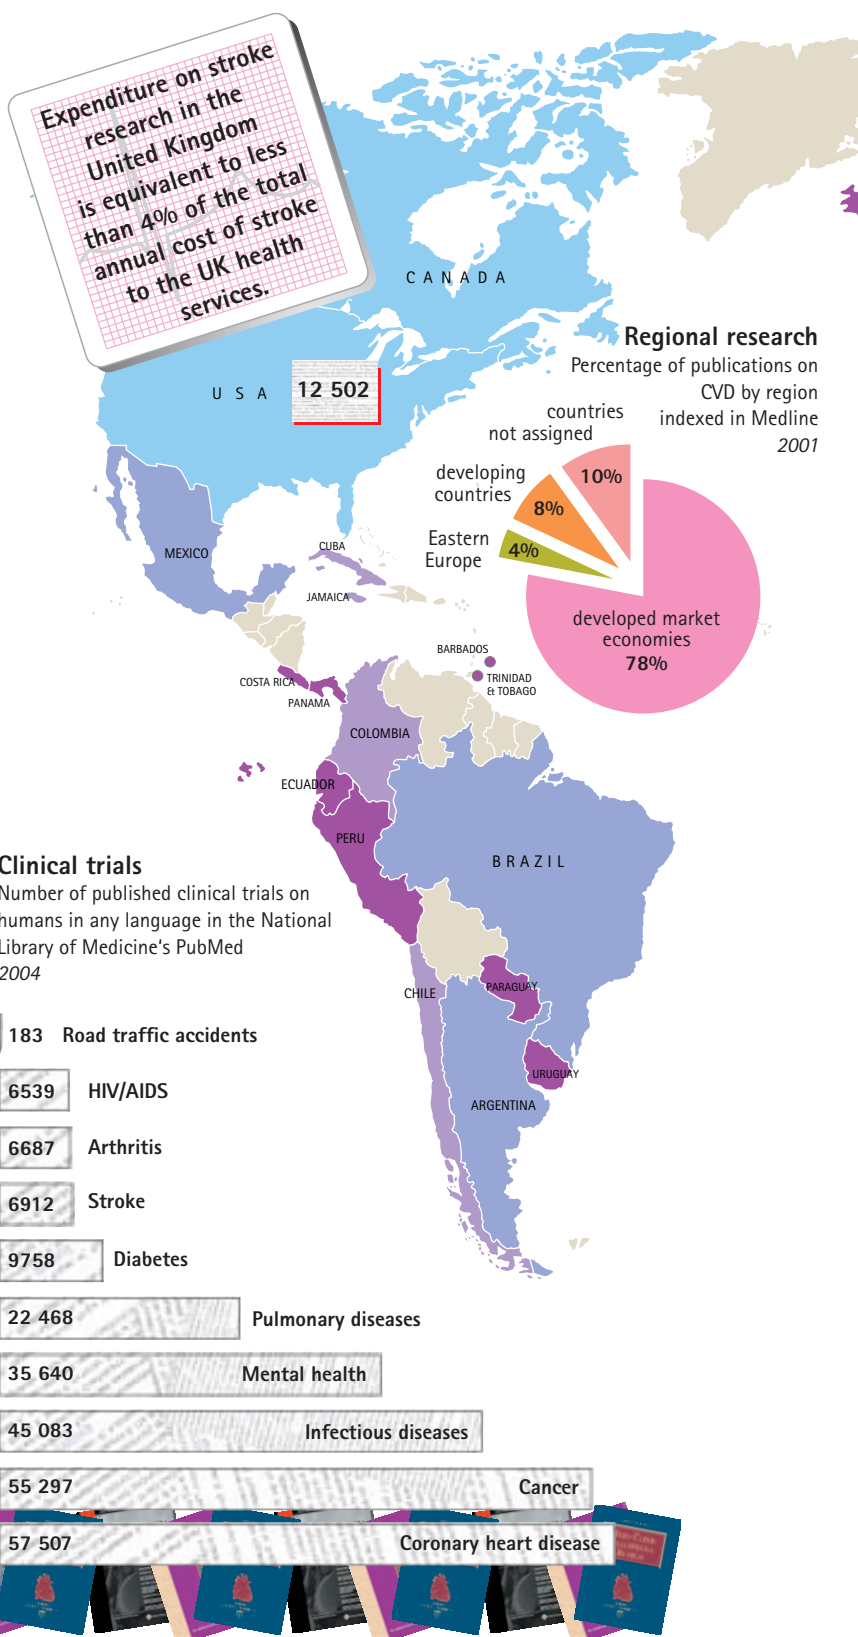 Expenditure on stroke
research in the
United Kingdom
is equivalent to less
than 4% of the total
annual cost of stroke
to the UK health
services.
CANADA
USA
12 502
Regional research
Percentage of publications on
CVD by region
indexed in Medline
2001
countries
not assigned
10%
developing
countries
8%
Eastern
Europe
4%
developed market
economies
78%
MEXICO
CUBA
JAMAICA
BARBADOS
TRINIDAD
& TOBAGO
COSTA RICA
PANAMA
COLOMBIA
ECUADOR
PERU
BRAZIL
CHILE
PARAGUAY
URUGUAY
ARGENTINA
Clinical trials
Number of published clinical trials on
humans in any language in the National
Library of Medicine's PubMed
2004
183 Road traffic accidents
6539 HIV/AIDS
6687 Arthritis
6912 Stroke
9758 Diabetes
22 468 Pulmonary diseases
35 640 Mental health
45 083 Infectious diseases
55 297 Cancer
57 507 Coronary heart disease